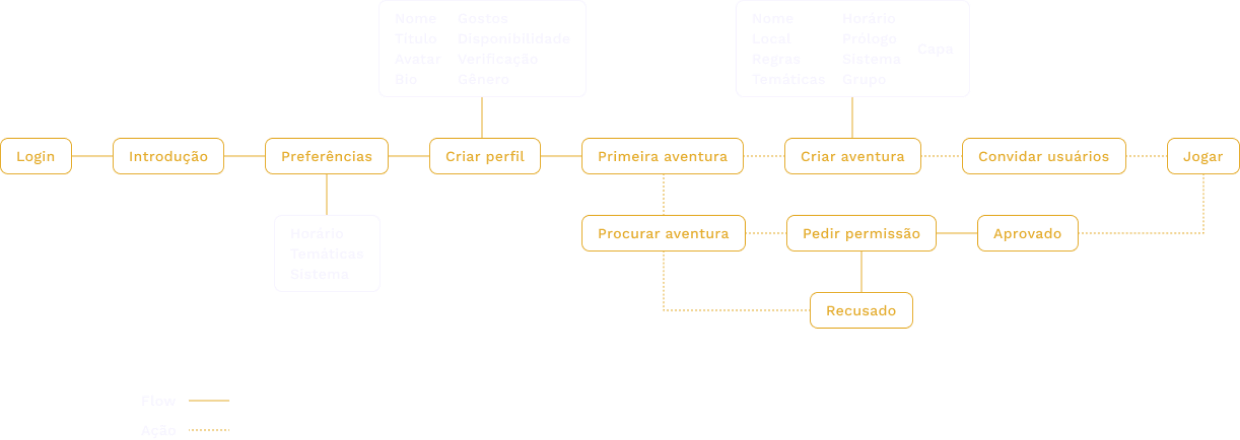 Nome Gostos
Título Disponibilidade
Avatar Verificação
Bio Gênero
Nome Horário
Local Prólogo
Regras Sistema
Temáticas Grupo
Capa
Login
Introdução
Preferências
Criar perfil
Primeira aventura
Criar aventura
Convidar usuários
Jogar
Horário
Temáticas
Sistema
Procurar aventura
Pedir permissão
Aprovado
Recusado
Flow
Ação